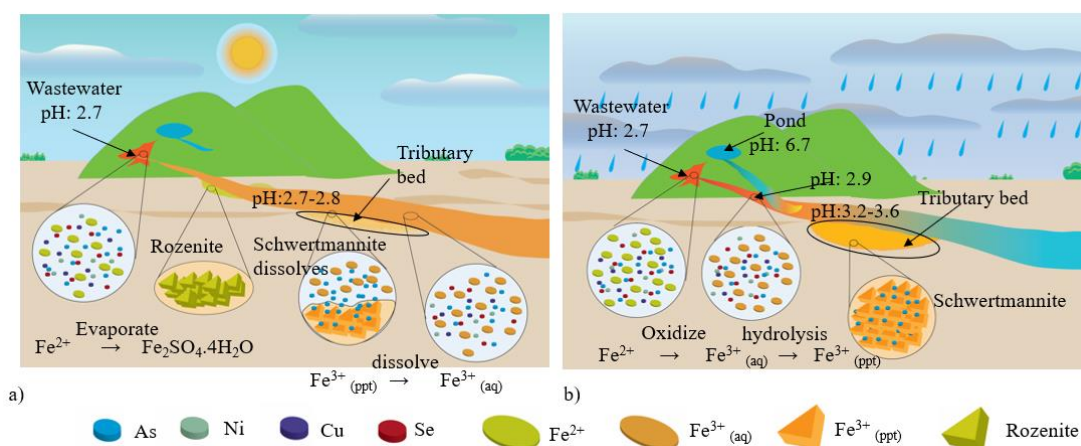 Wastewater
pH: 2.7
Tributary
bed
pH:2.7-2.8
Rozenite
Schwertmannite
dissolves
Evaporate
Fe²⁺ → Fe₂SO₄.4H₂O
dissolve
Fe³⁺ (ppt) → Fe³⁺ (aq)
a)
Wastewater
pH: 2.7
Pond
pH: 6.7
pH: 2.9
pH:3.2-3.6
Tributary bed
Schwertmannite
Oxidize hydrolysis
Fe²⁺ → Fe³⁺ (aq) → Fe³⁺ (ppt)
b)
As Ni Cu Se Fe²⁺ Fe³⁺ (aq) Fe³⁺ (ppt) Rozenite